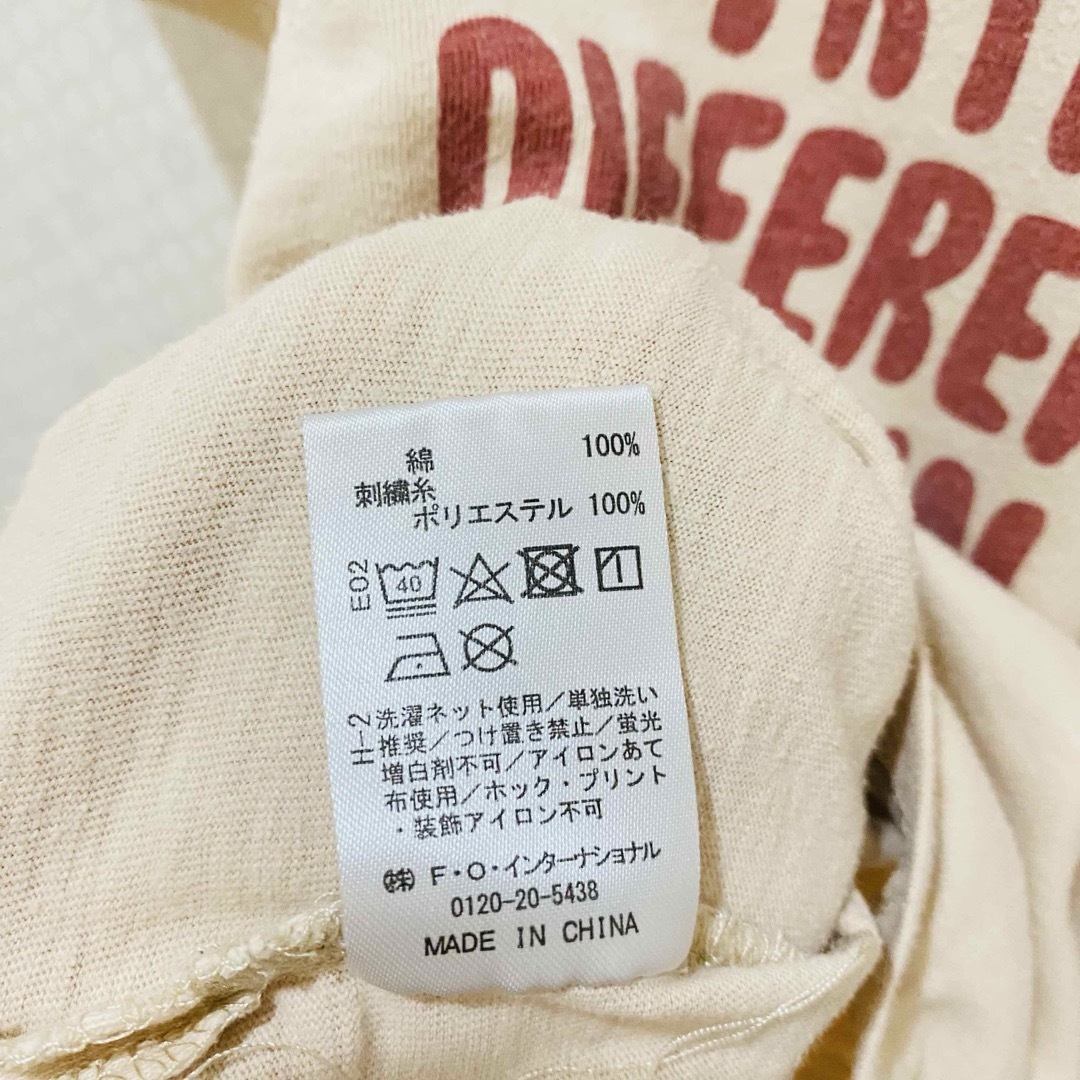 DIFFEREN
綿 100%
刺繍糸
ポリエステル 100%
E02
40
H-2
洗濯ネット使用/単独洗い
推奨/つけ置き禁止/蛍光
増白剤不可/アイロンあて
布使用/ホック・プリント
・装飾アイロン不可
㈱ F・O・インターナショナル
0120-20-5438
MADE IN CHINA